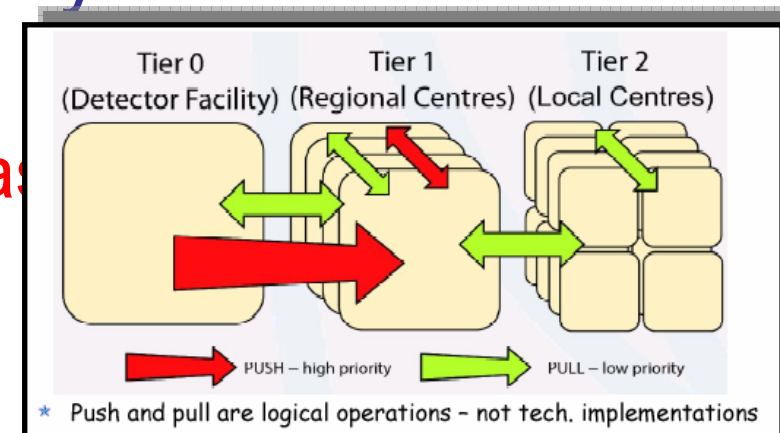 Tier 0 Tier 1 Tier 2
(Detector Facility) (Regional Centres) (Local Centres)
as
PUSH – high priority PULL – low priority
* Push and pull are logical operations – not tech. implementations